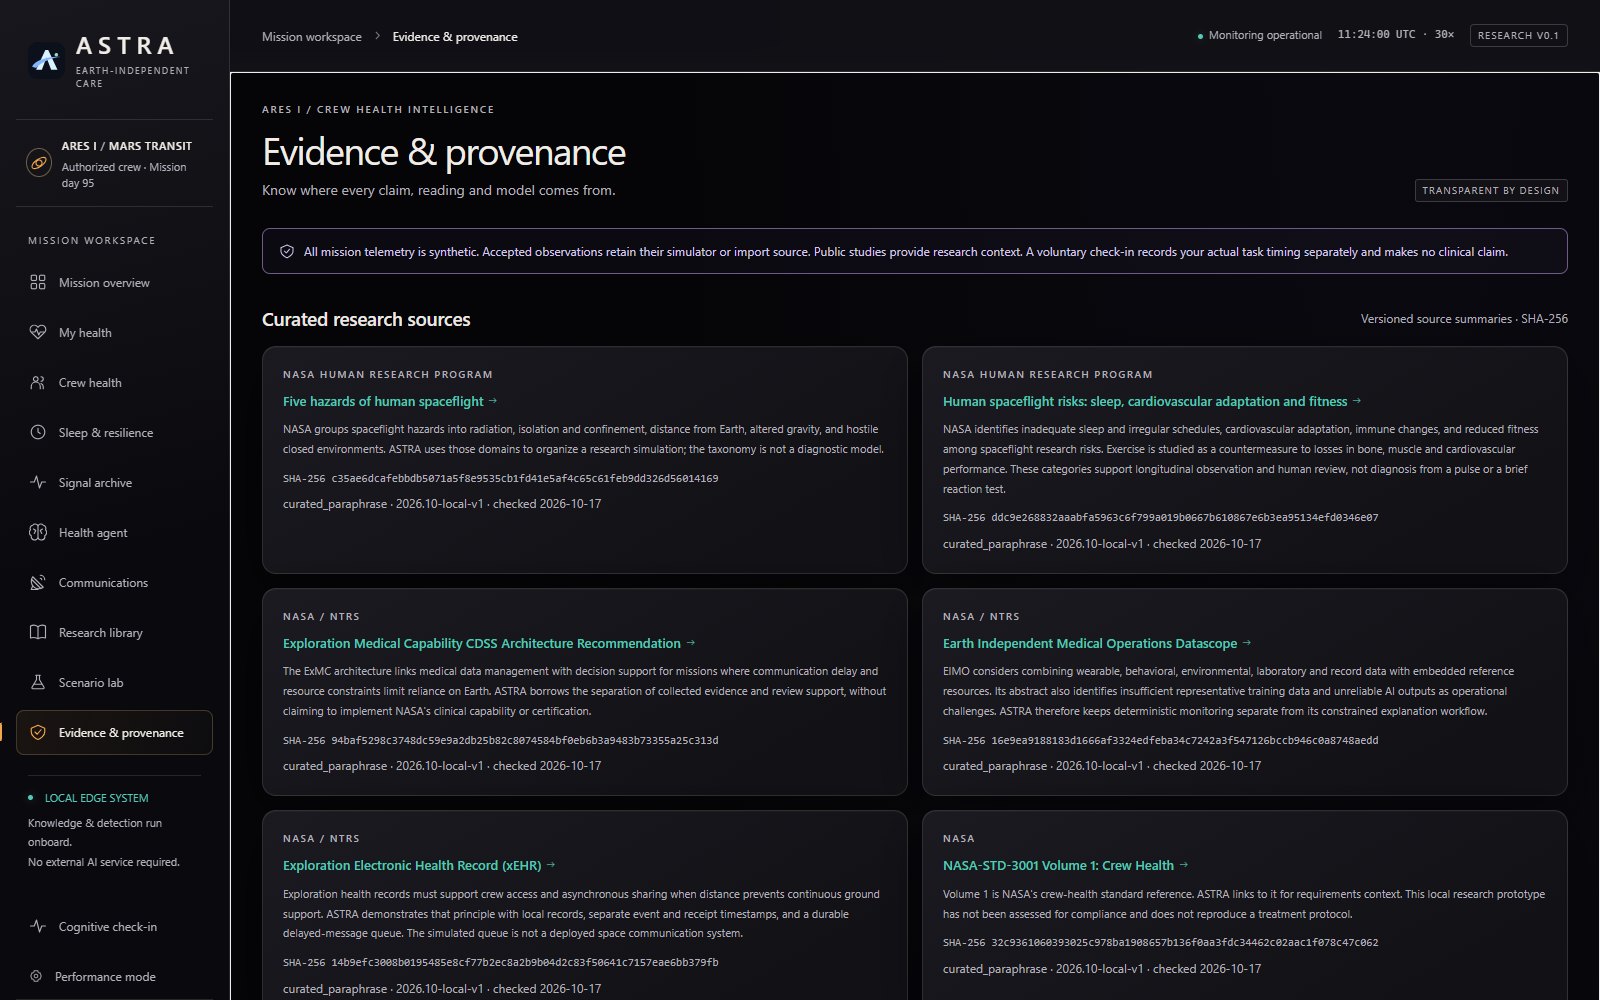 ASTRA
EARTH-INDEPENDENT
CARE
ARES I / MARS TRANSIT
Authorized crew · Mission
day 95
MISSION WORKSPACE
Mission overview
My health
Crew health
Sleep & resilience
Signal archive
Health agent
Communications
Research library
Scenario lab
Evidence & provenance
LOCAL EDGE SYSTEM
Knowledge & detection run
onboard.
No external AI service required.
Cognitive check-in
Performance mode
Mission workspace > Evidence & provenance
Monitoring operational 11:24:00 UTC · 30× RESEARCH V0.1
ARES I / CREW HEALTH INTELLIGENCE
Evidence & provenance
Know where every claim, reading and model comes from.
TRANSPARENT BY DESIGN
All mission telemetry is synthetic. Accepted observations retain their simulator or import source. Public studies provide research context. A voluntary check-in records your actual task timing separately and makes no clinical claim.
Curated research sources
Versioned source summaries · SHA-256
NASA HUMAN RESEARCH PROGRAM
Five hazards of human spaceflight →
NASA groups spaceflight hazards into radiation, isolation and confinement, distance from Earth, altered gravity, and hostile
closed environments. ASTRA uses those domains to organize a research simulation; the taxonomy is not a diagnostic model.
SHA-256 c35ae6dcafebbdb5071a5f8e9535cb1fd41e5af4c65c61feb9dd326d56014169
curated_paraphrase · 2026.10-local-v1 · checked 2026-10-17
NASA HUMAN RESEARCH PROGRAM
Human spaceflight risks: sleep, cardiovascular adaptation and fitness →
NASA identifies inadequate sleep and irregular schedules, cardiovascular adaptation, immune changes, and reduced fitness
among spaceflight research risks. Exercise is studied as a countermeasure to losses in bone, muscle and cardiovascular
performance. These categories support longitudinal observation and human review, not diagnosis from a pulse or a brief
reaction test.
SHA-256 ddc9e268832aaabfa5963c6f799a019b0667b610867e6b3ea95134efd0346e07
curated_paraphrase · 2026.10-local-v1 · checked 2026-10-17
NASA / NTRS
Exploration Medical Capability CDSS Architecture Recommendation →
The ExMC architecture links medical data management with decision support for missions where communication delay and
resource constraints limit reliance on Earth. ASTRA borrows the separation of collected evidence and review support, without
claiming to implement NASA's clinical capability or certification.
SHA-256 94baf5298c3748dc59e9a2db25b82c8074584bf0eb6b3a9483b73355a25c313d
curated_paraphrase · 2026.10-local-v1 · checked 2026-10-17
NASA / NTRS
Earth Independent Medical Operations Datascope →
EIMO considers combining wearable, behavioral, environmental, laboratory and record data with embedded reference
resources. Its abstract also identifies insufficient representative training data and unreliable AI outputs as operational
challenges. ASTRA therefore keeps deterministic monitoring separate from its constrained explanation workflow.
SHA-256 16e9ea9188183d1666af3324edfeba34c7242a3f547126bccb946c0a8748aedd
curated_paraphrase · 2026.10-local-v1 · checked 2026-10-17
NASA / NTRS
Exploration Electronic Health Record (xEHR) →
Exploration health records must support crew access and asynchronous sharing when distance prevents continuous ground
support. ASTRA demonstrates that principle with local records, separate event and receipt timestamps, and a durable
delayed-message queue. The simulated queue is not a deployed space communication system.
SHA-256 14b9efc3008b0195485e8cf77b2ec8a2b9b04d2c83f50641c7157eae6bb379fb
curated_paraphrase · 2026.10-local-v1 · checked 2026-10-17
NASA
NASA-STD-3001 Volume 1: Crew Health →
Volume 1 is NASA's crew-health standard reference. ASTRA links to it for requirements context. This local research prototype
has not been assessed for compliance and does not reproduce a treatment protocol.
SHA-256 32c9361060393025c978ba1908657b136f0aa3fdc34462c02aac1f078c47c062
curated_paraphrase · 2026.10-local-v1 · checked 2026-10-17